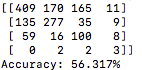 [[409 170 165  11]
 [135 277  35   9]
 [ 59  16 100   8]
 [  0   2   2   3]]
Accuracy: 56.317%